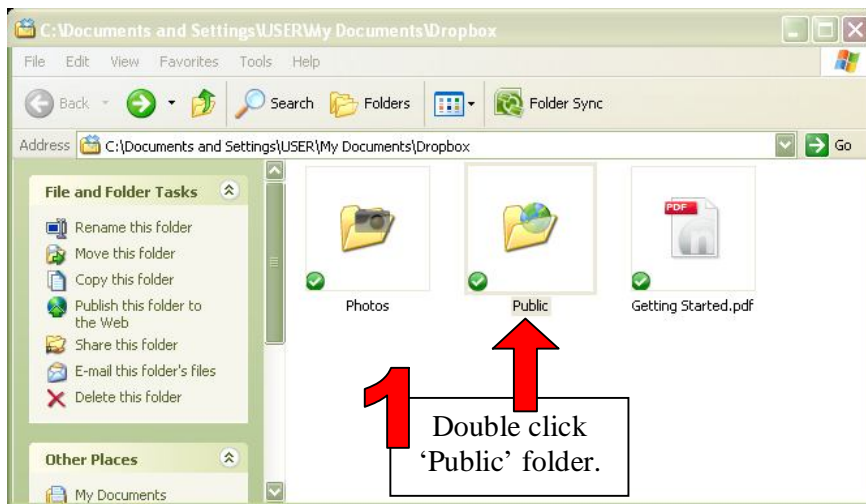 C:\Documents and Settings\USER\My Documents\Dropbox
File Edit View Favorites Tools Help
Back Search Folders Folder Sync
Address C:\Documents and Settings\USER\My Documents\Dropbox Go
File and Folder Tasks
Rename this folder
Move this folder
Copy this folder
Publish this folder to
the Web
Share this folder
E-mail this folder's files
Delete this folder
Other Places
My Documents
Photos
Public
PDF
Getting Started.pdf
1
Double click
‘Public’ folder.